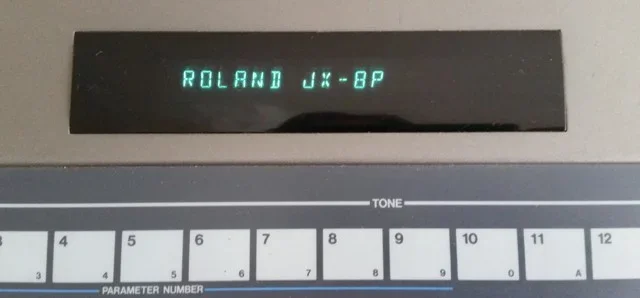 ROLAND JX-8P
TONE
3 4 5 6 7 8 9 10 11 12
3 4 5 6 7 8 9 0 A
PARAMETER NUMBER